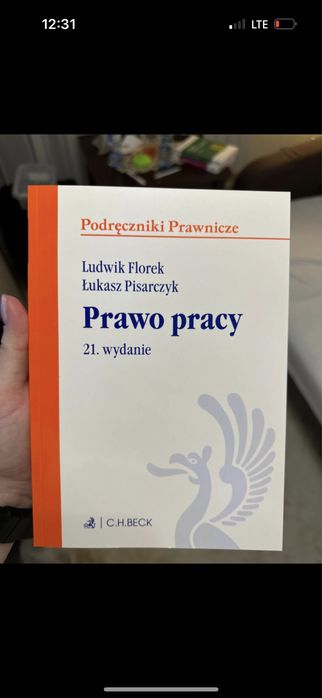 12:31
LTE
Podręczniki Prawnicze
Ludwik Florek
Łukasz Pisarczyk
Prawo pracy
21. wydanie
C.H.BECK